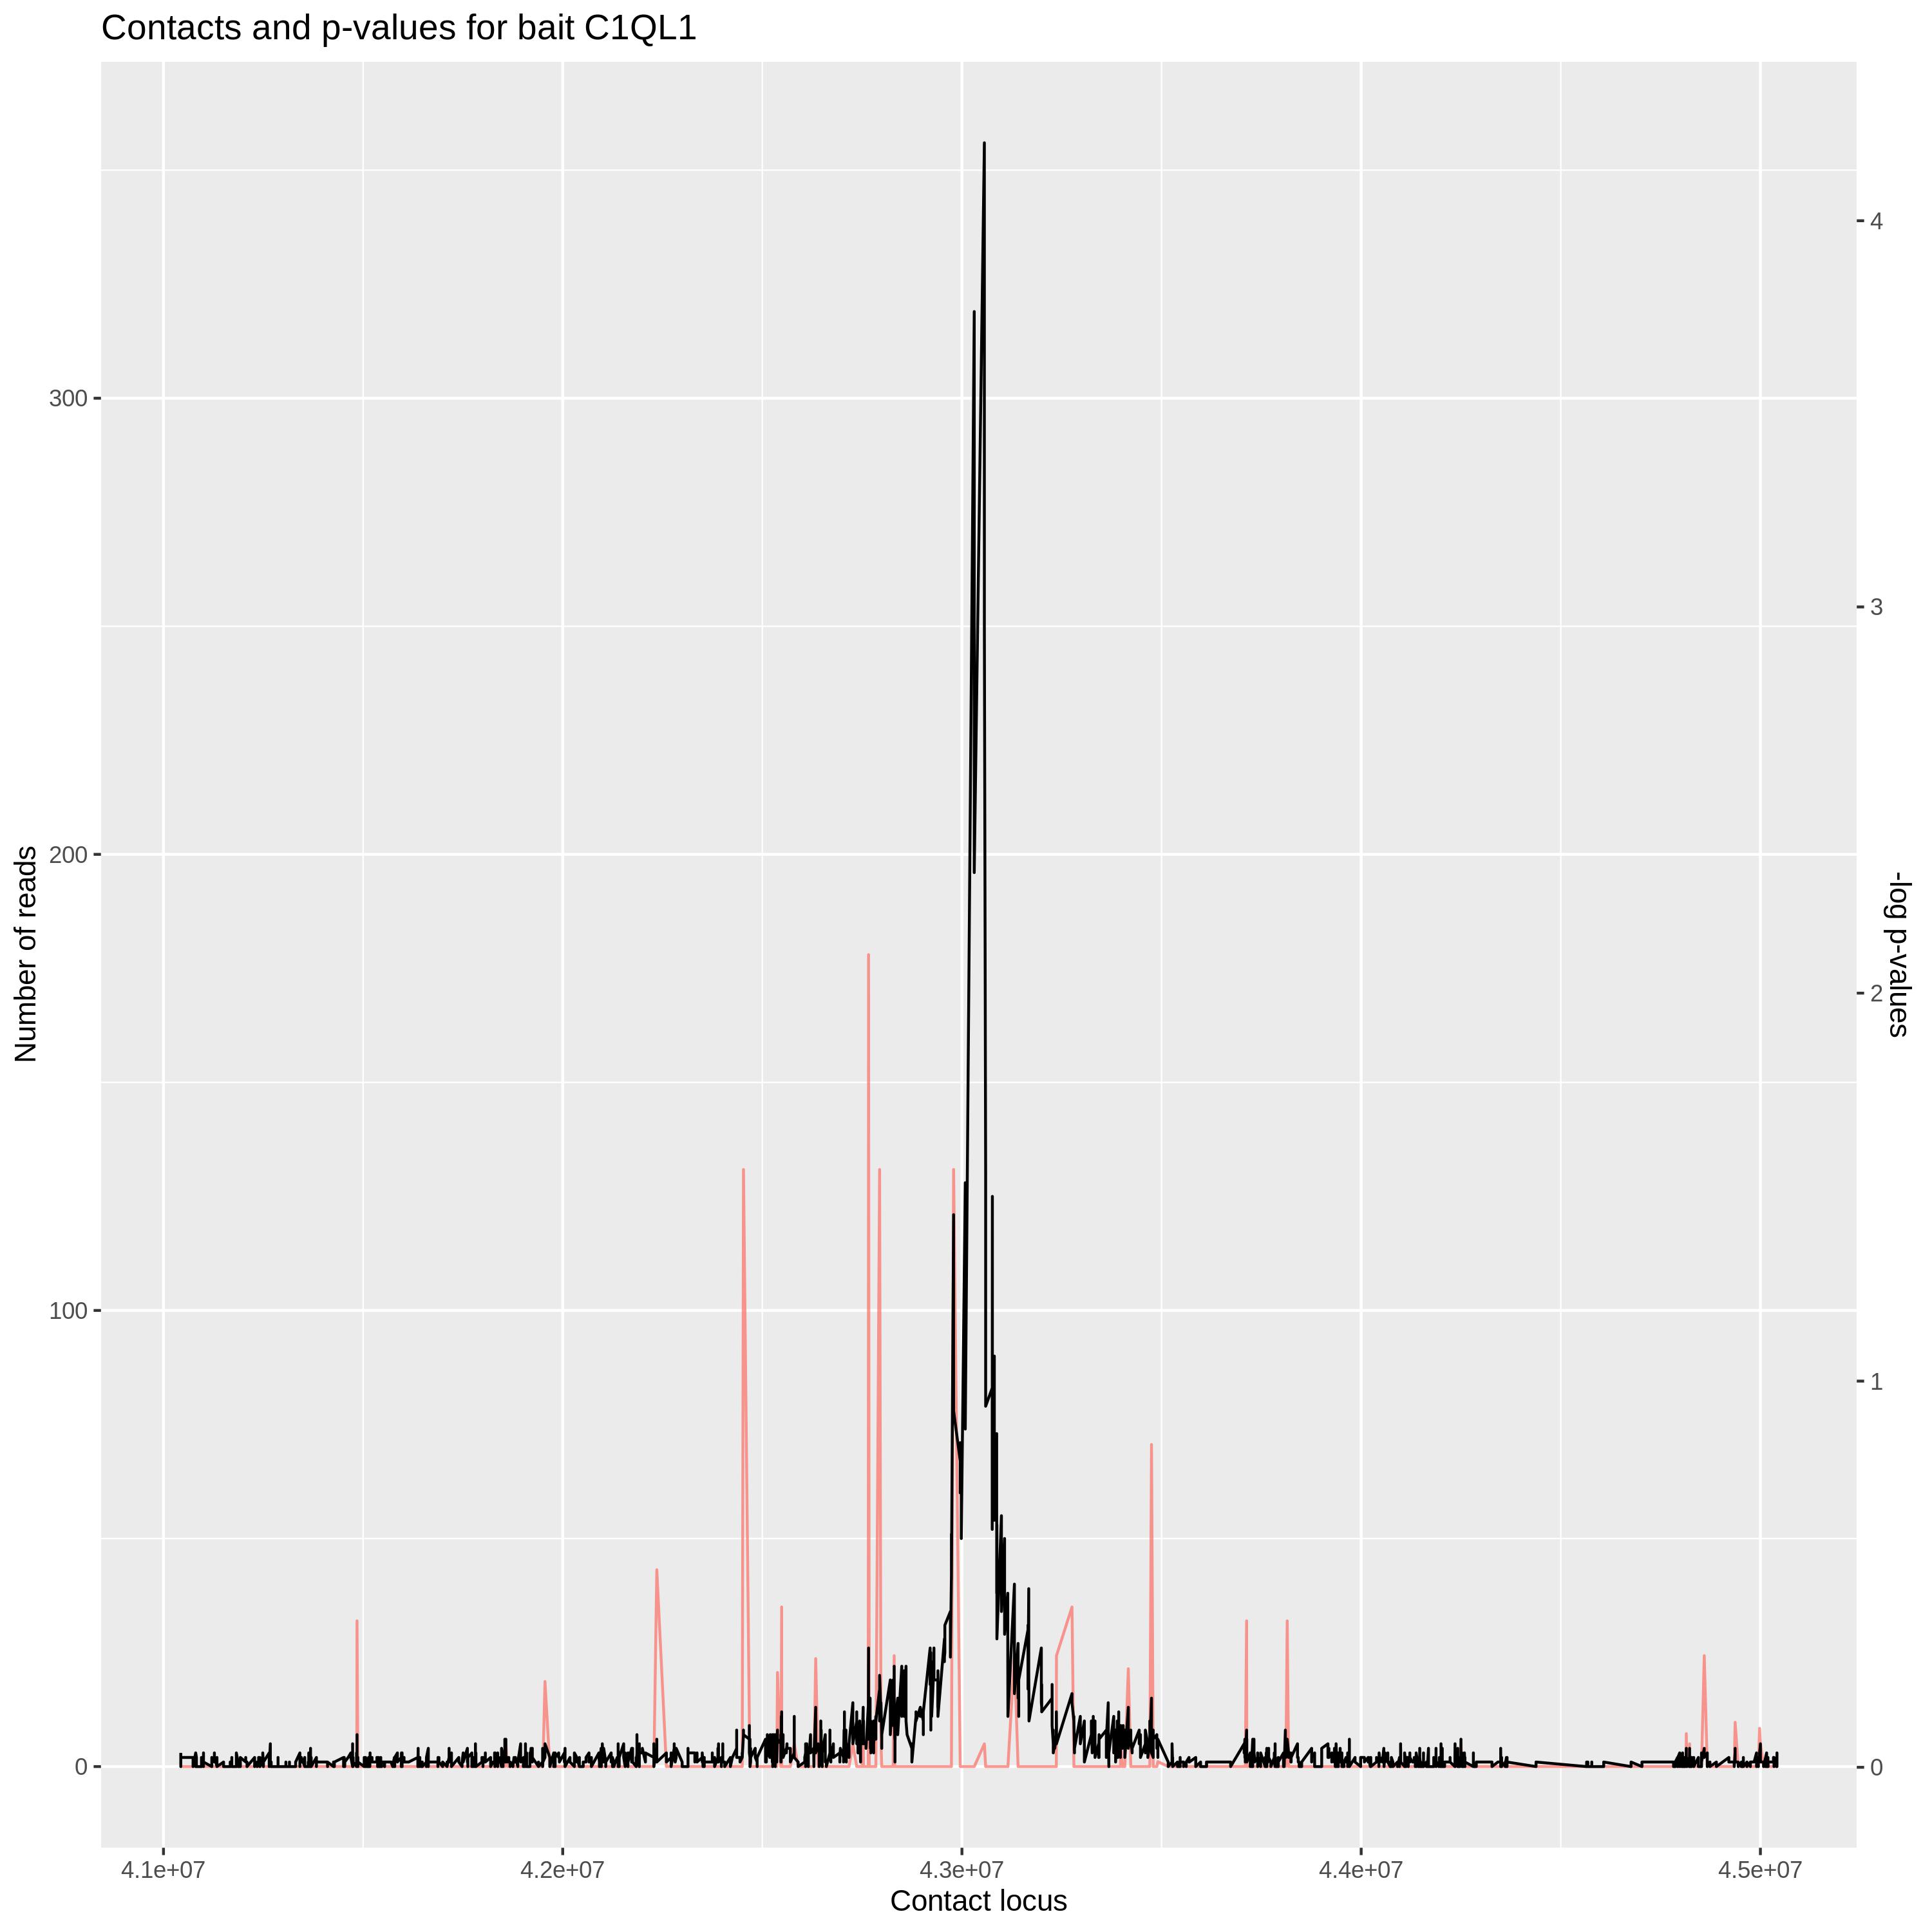 Contacts and p-values for bait C1QL1
Number of reads
300
200
100
0
4
3
2
1
0
-log p-values
4.1e+07 4.2e+07 4.3e+07 4.4e+07 4.5e+07
Contact locus